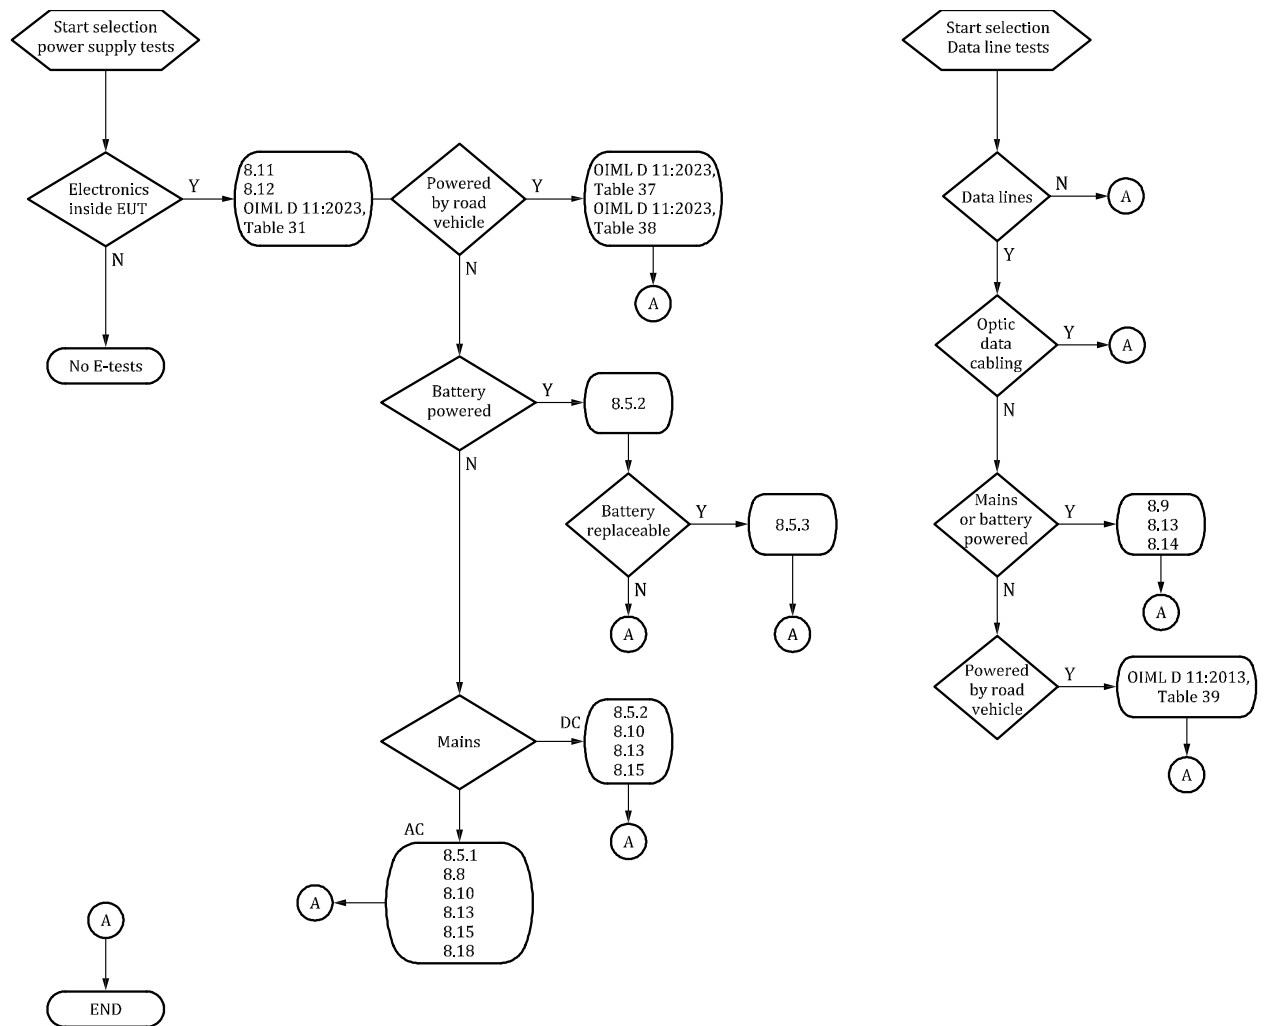 Start selection
power supply tests
Electronics
inside EUT
Y
N
No E-tests
8.11
8.12
OIML D 11:2023,
Table 31
Powered
by road
vehicle
Y
N
OIML D 11:2023,
Table 37
OIML D 11:2023,
Table 38
A
Battery
powered
Y
N
8.5.2
Battery
replaceable
Y
N
A
8.5.3
A
Mains
DC
8.5.2
8.10
8.13
8.15
A
AC
8.5.1
8.8
8.10
8.13
8.15
8.18
A
A
END
Start selection
Data line tests
Data lines
N
A
Y
Optic
data
cabling
Y
A
N
Mains
or battery
powered
Y
8.9
8.13
8.14
A
N
Powered
by road
vehicle
Y
OIML D 11:2013,
Table 39
A